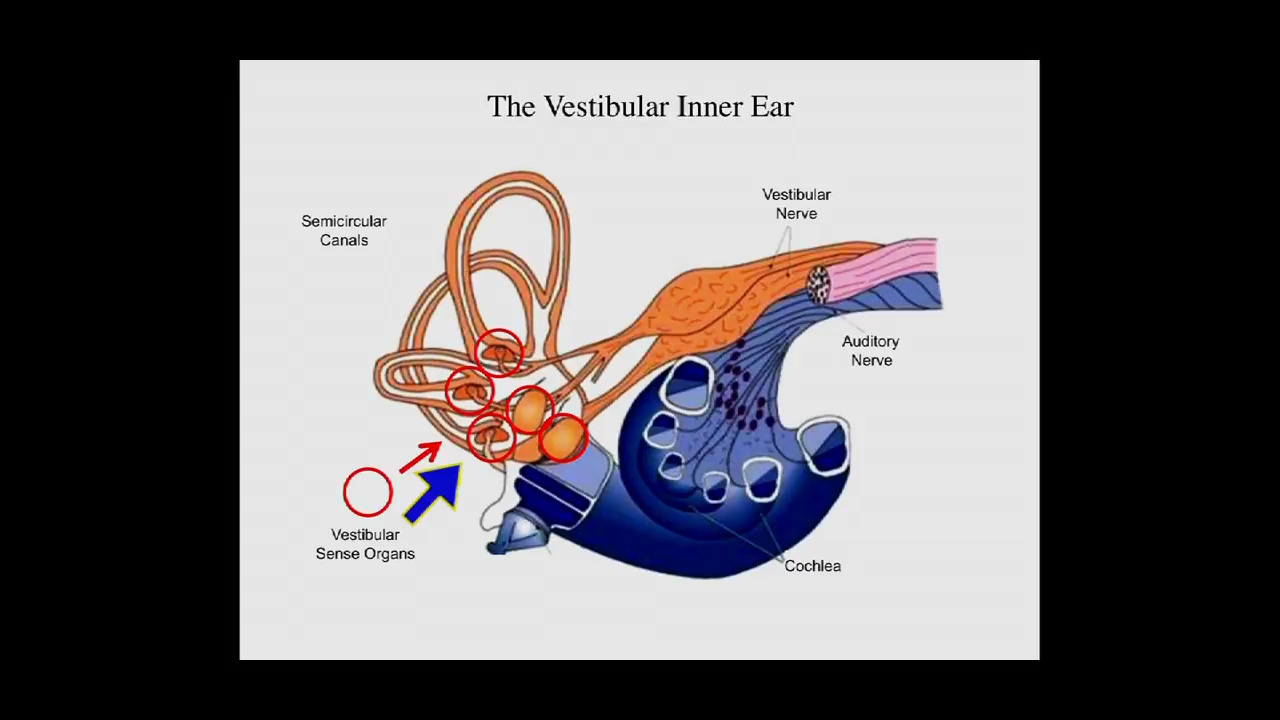 The Vestibular Inner Ear
Vestibular
Nerve
Semicircular
Canals
Auditory
Nerve
Vestibular
Sense Organs
Cochlea